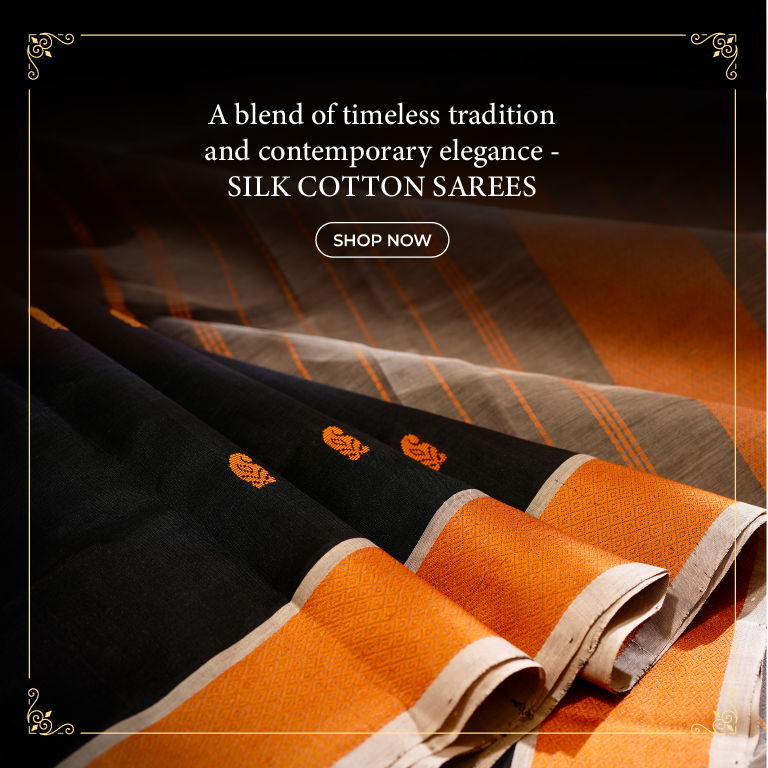 A blend of timeless tradition
and contemporary elegance -
SILK COTTON SAREES
SHOP NOW